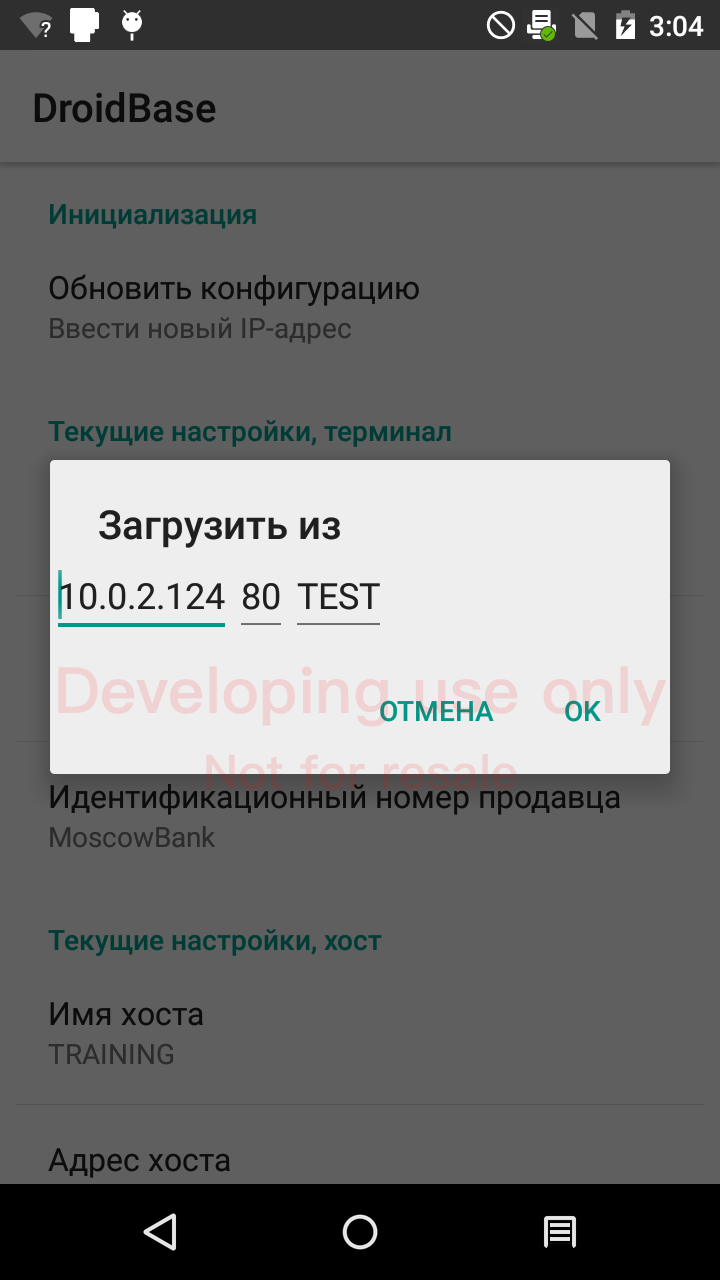 3:04
DroidBase
Инициализация
Обновить конфигурацию
Ввести новый IP-адрес
Текущие настройки, терминал
Загрузить из
10.0.2.124 80 TEST
Developing use only
ОТМЕНА OK
Not for resale
Идентификационный номер продавца
MoscowBank
Текущие настройки, хост
Имя хоста
TRAINING
Адрес хоста